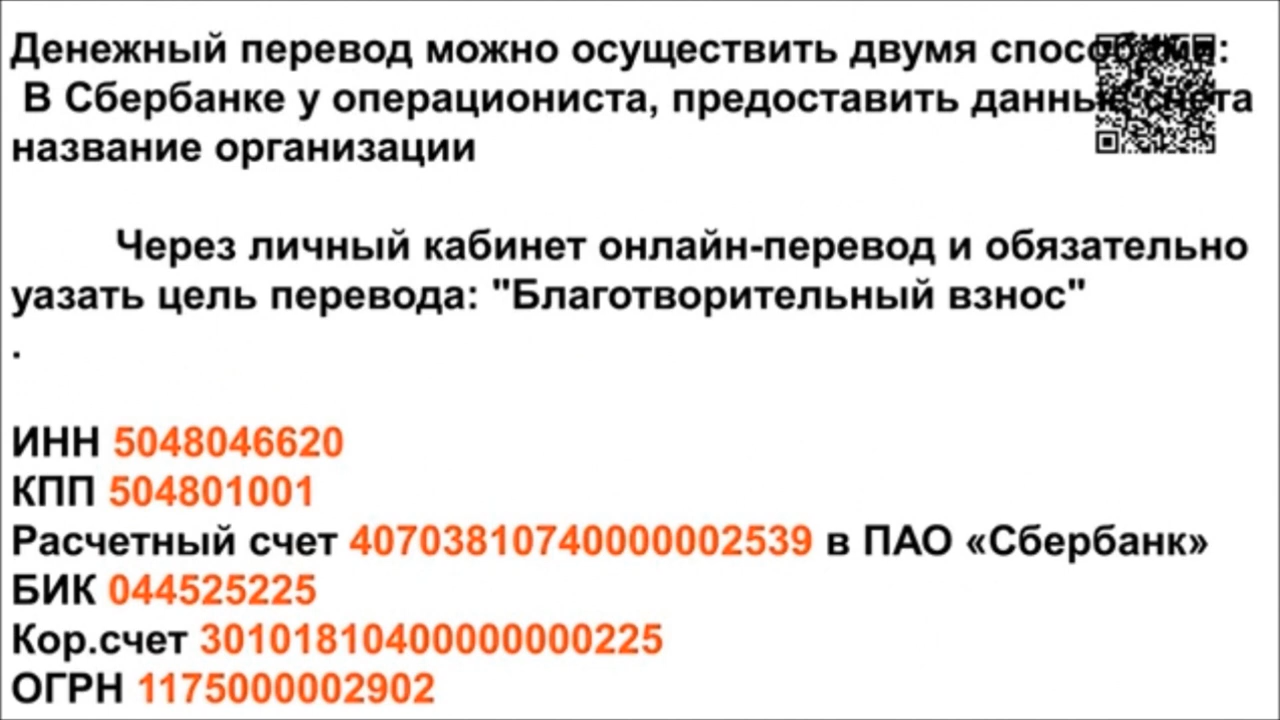 Денежный перевод можно осуществить двумя способами:
В Сбербанке у операциониста, предоставить данные счета
название организации
Через личный кабинет онлайн-перевод и обязательно
уазать цель перевода: "Благотворительный взнос"
.
ИНН 5048046620
КПП 504801001
Расчетный счет 40703810740000002539 в ПАО «Сбербанк»
БИК 044525225
Кор.счет 30101810400000000225
ОГРН 1175000002902